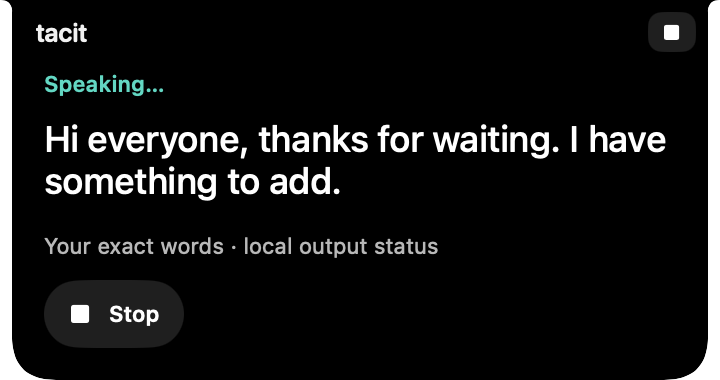 tacit
Speaking...
Hi everyone, thanks for waiting. I have
something to add.
Your exact words · local output status
Stop